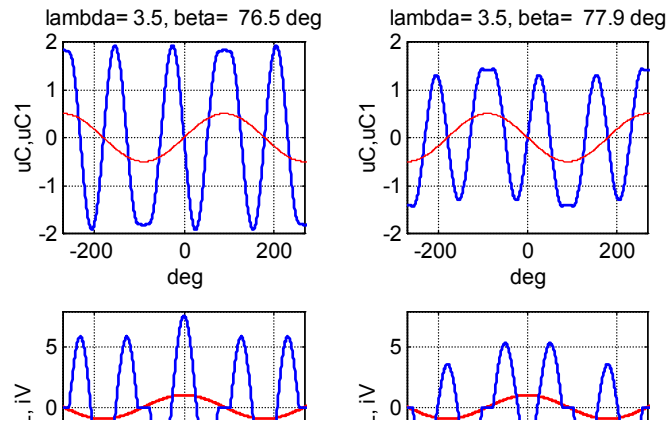 lambda= 3.5, beta= 76.5 deg
2
1
0
-1
-2
uC,uC1
-200 0 200
deg
lambda= 3.5, beta= 77.9 deg
2
1
0
-1
-2
uC,uC1
-200 0 200
deg
5
0
iV
5
0
iV